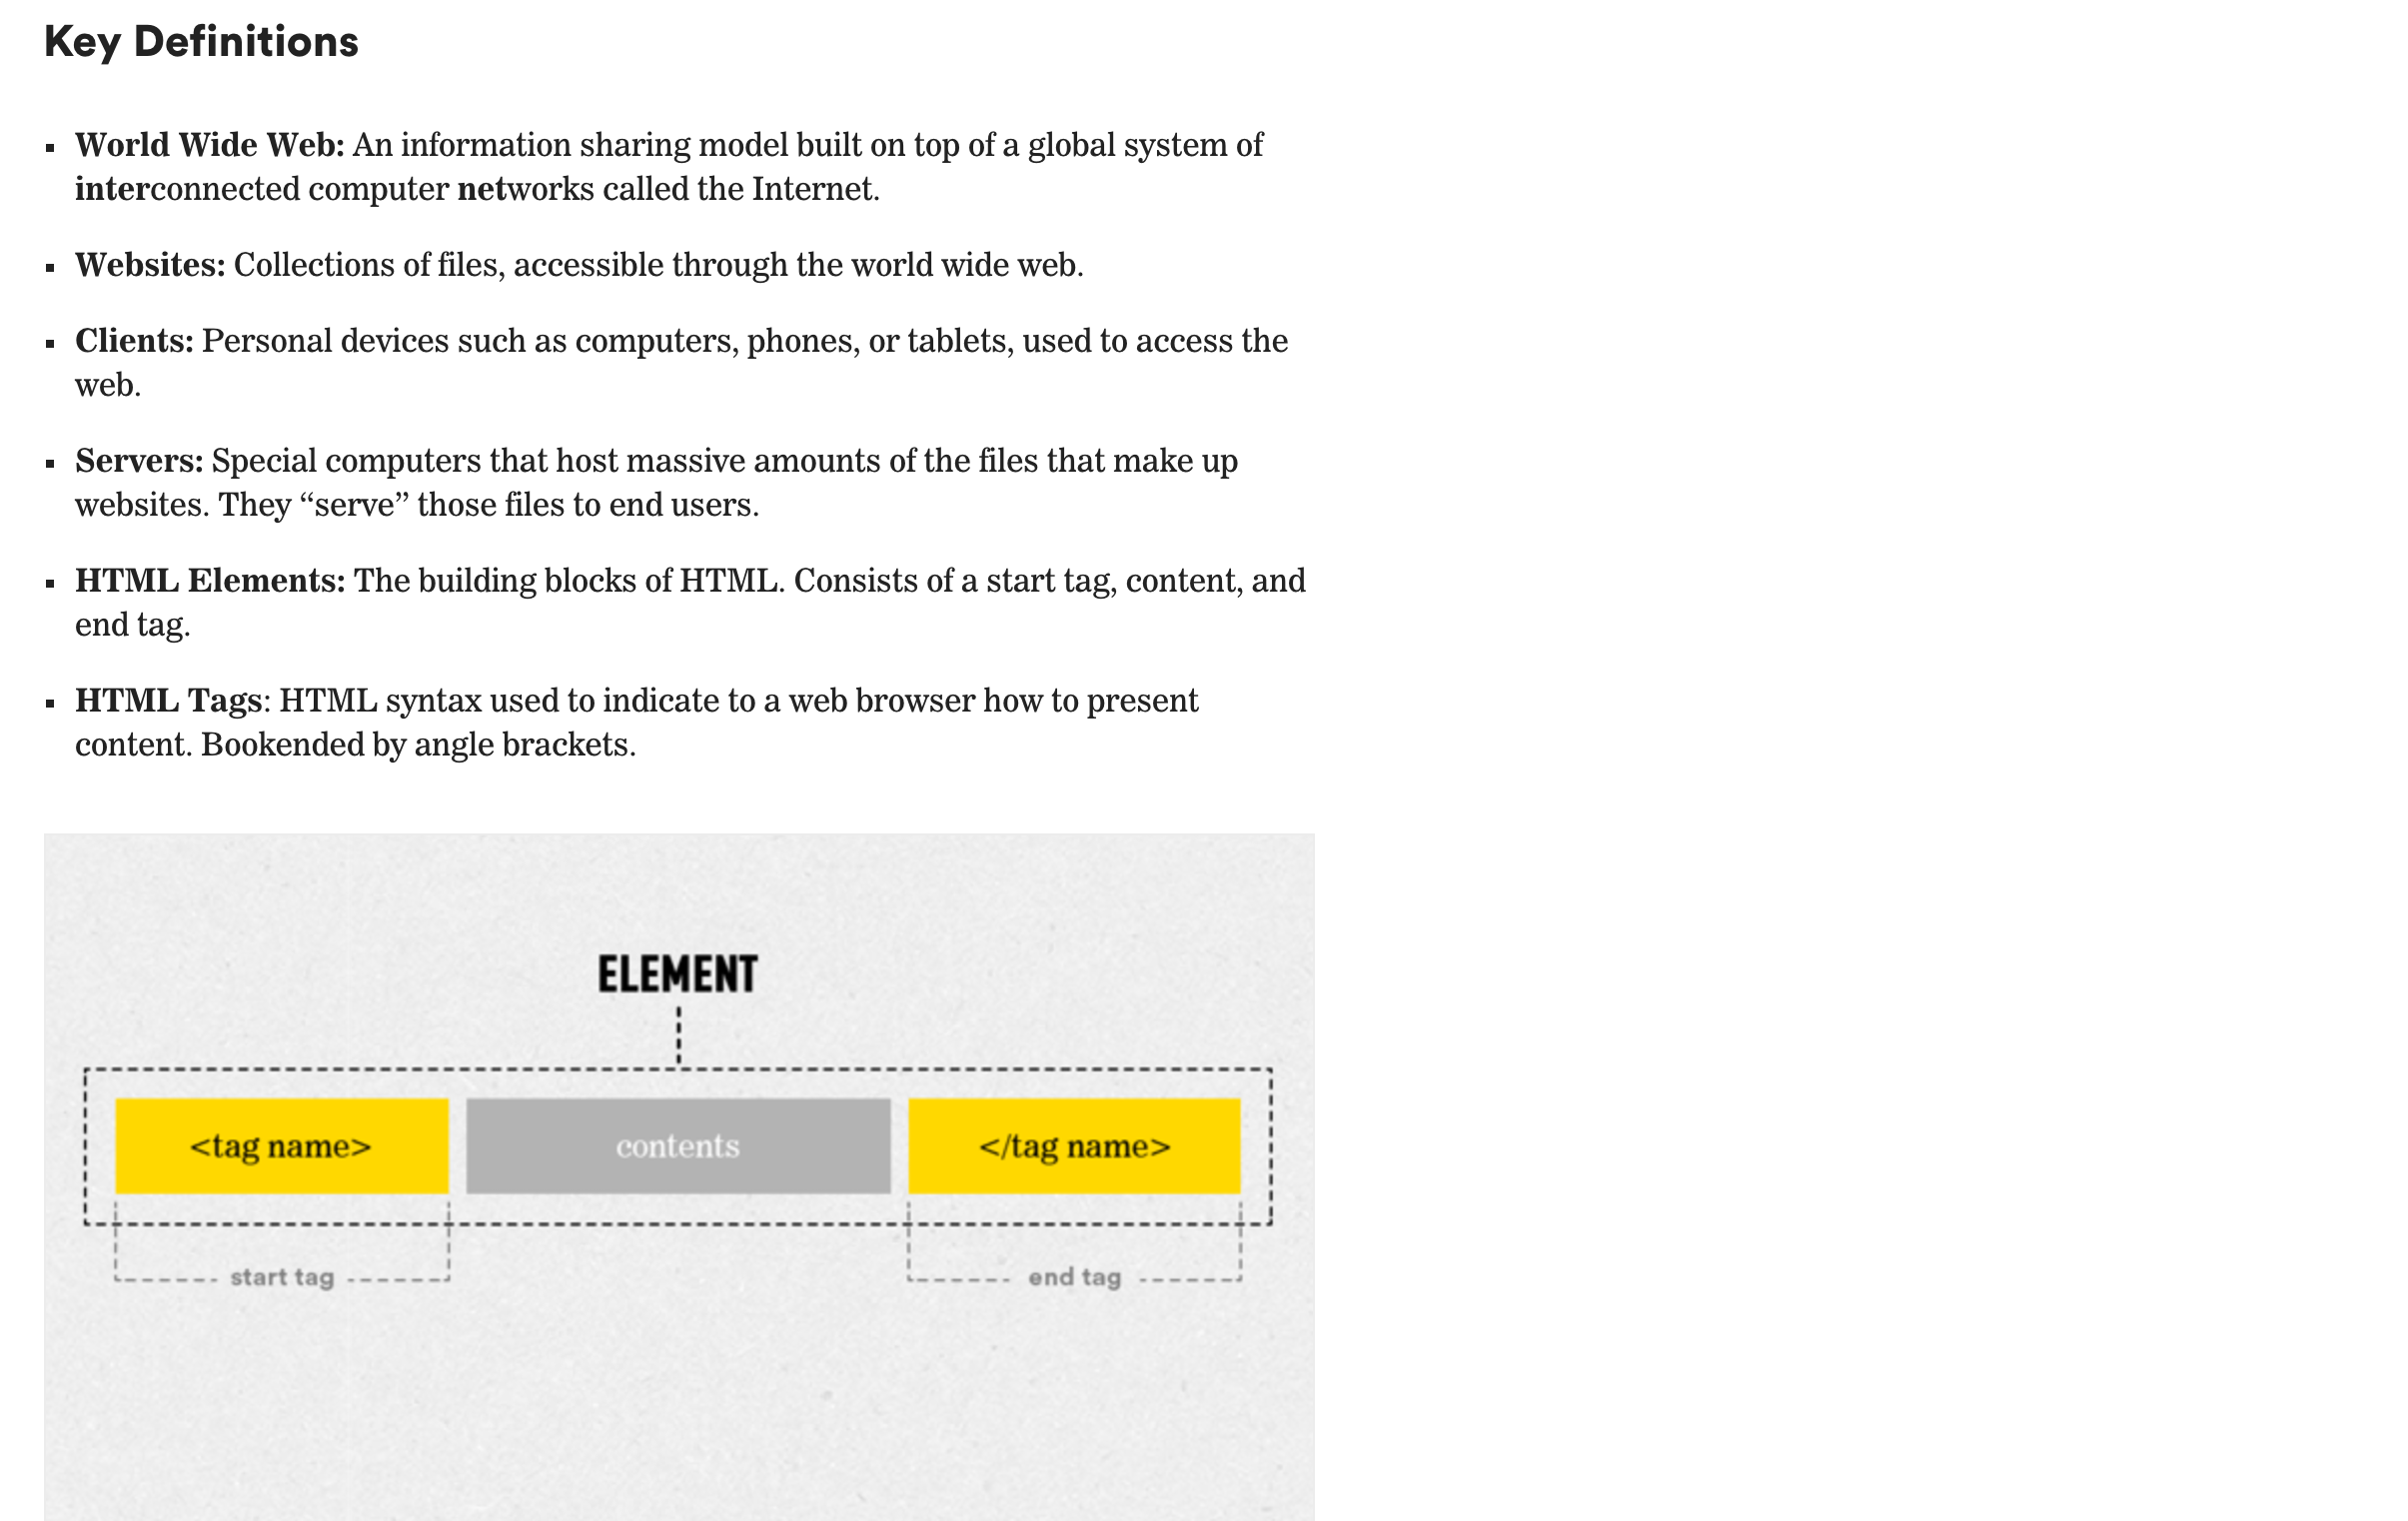 Key Definitions
World Wide Web: An information sharing model built on top of a global system of
interconnected computer networks called the Internet.
Websites: Collections of files, accessible through the world wide web.
Clients: Personal devices such as computers, phones, or tablets, used to access the
web.
Servers: Special computers that host massive amounts of the files that make up
websites. They “serve” those files to end users.
HTML Elements: The building blocks of HTML. Consists of a start tag, content, and
end tag.
HTML Tags: HTML syntax used to indicate to a web browser how to present
content. Bookended by angle brackets.
ELEMENT
<tag name> contents </tag name>
start tag end tag